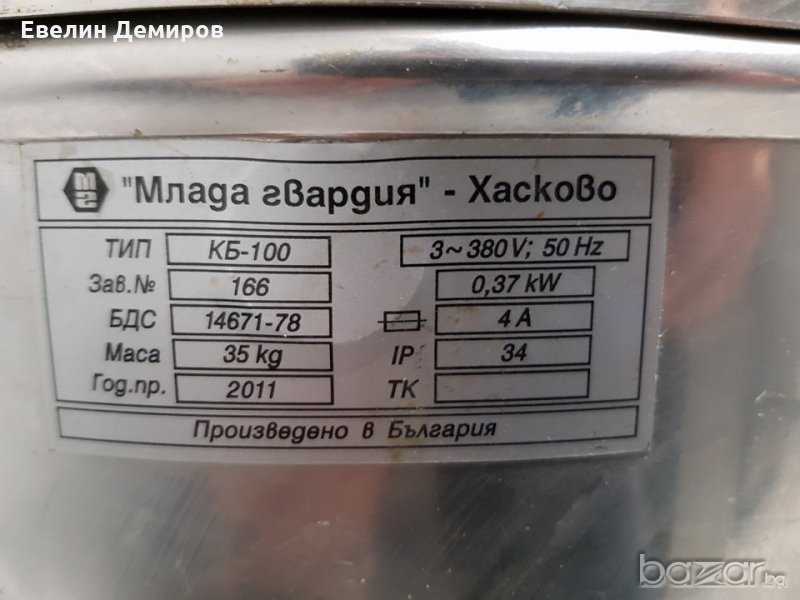 Евелин Демиров
"Млада гвардия" - Хасково
ТИП КБ-100 3~380V; 50 Hz
Зав.№ 166 0,37 kW
БДС 14671-78 4 A
Маса 35 kg IP 34
Год.пр. 2011 ТК
Произведено в България
bazar.bg